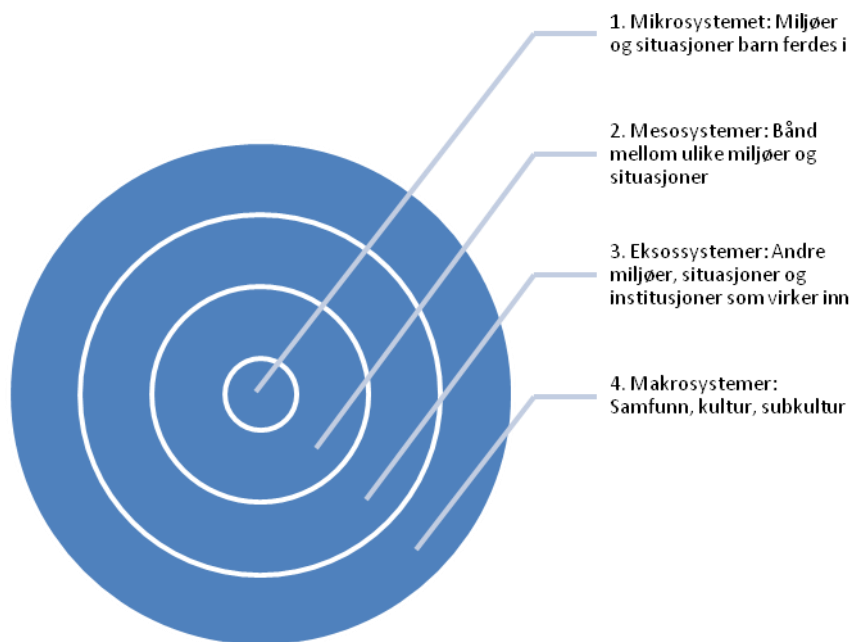 1. Mikrosystemet: Miljøer
og situasjoner barn ferdes i
2. Mesosystemer: Bånd
mellom ulike miljøer og
situasjoner
3. Eksossystemer: Andre
miljøer, situasjoner og
institusjoner som virker inn
4. Makrosystemer:
Samfunn, kultur, subkultur